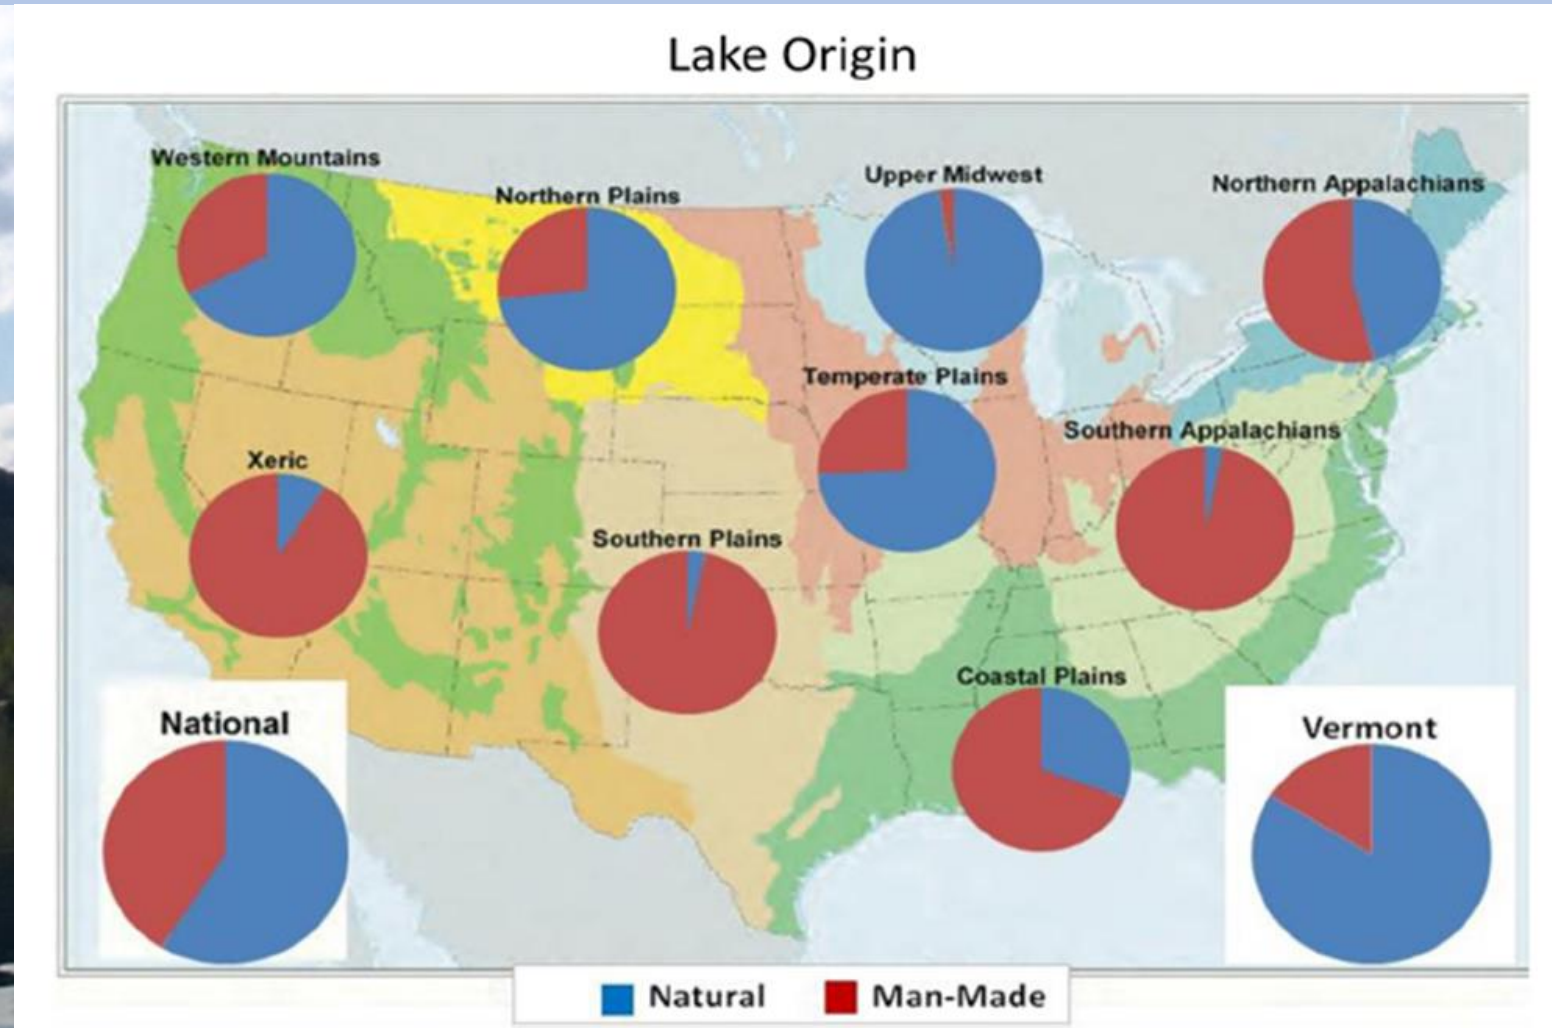 Lake Origin
Western Mountains
Northern Plains
Upper Midwest
Northern Appalachians
Temperate Plains
Southern Appalachians
Xeric
Southern Plains
Coastal Plains
National
Vermont
Natural
Man-Made